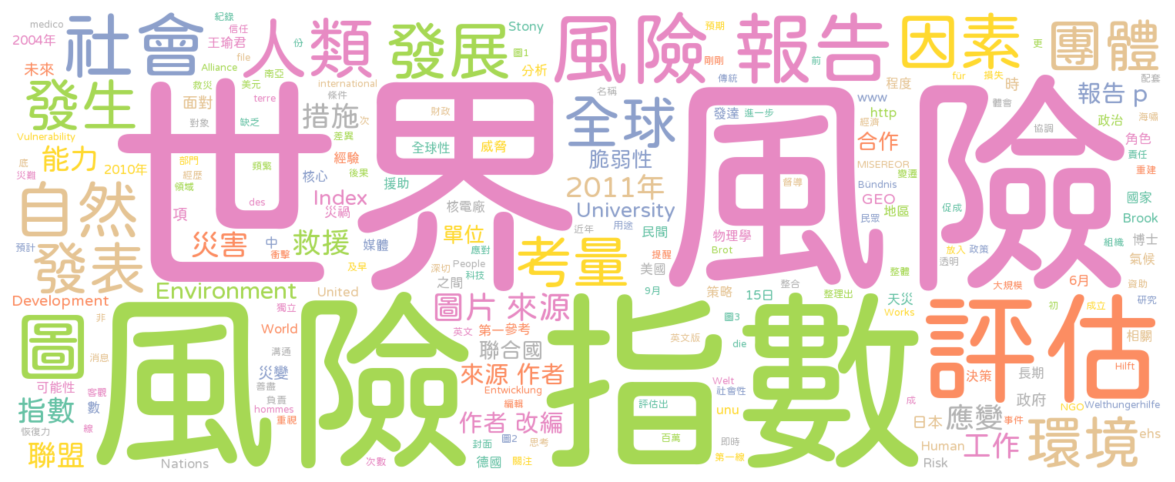 世界風險
風險指數
社會
人類
發展
風險 報告
因素
團體
發生
措施
全球
報告 p
自然
發表
能力
災害
救援
考量
評估
環境
圖
指數
聯盟
Environment
圖片 來源
來源 作者
作者 改編
聯合國
應變
工作
2011年
University
脆弱性
Index
Development
United
Nations
World
medico
紀錄
信任
2004年
王瑜君
file
份
未來
Alliance
南亞
救災
美元
international
terre
條件
面對
對象
缺乏
差異
次
Vulnerability
底
災難
2010年
部門
經歷
領域
頻繁
經驗
核心
後果
des
項
災禍
預計
中
衝擊
媒體
及早
獨立
非
Stony
圖1
分析
預期
剛剛
傳統
前
名稱
財政
全球性
威脅
援助
核電廠
單位
應對
深切
People
科技
之間
近年
用途
民間
美國
9月
物理學
提醒
Brot
策略
15日
整合
督導
發達
進一步
程度
時
www
http
合作
經濟
MISEREOR
Bündnis
GEO
變遷
民眾
地區
für
損失
更
配套
體會
海嘯
協調
政治
角色
責任
重建
國家
促成
Brook
組織
博士
氣候
放入
政策
透明
整體
大規模
6月
資助
整理出
天災
Works
初
成立
研究
相關
圖3
die
英文版
英文
第一參考
Entwicklung
編輯
封面
圖2
思考
德國
關注
Welt
社會性
評估出
百萬
unu
即時
第一線
成
決策
長期
政府
Hilft
NGO
Welthungerhilfe
日本
事件
Human
Risk
ehs
消息
可能性
客觀
溝通
災變
善盡
負責
數
hommes
重視
恢復力
線
次數